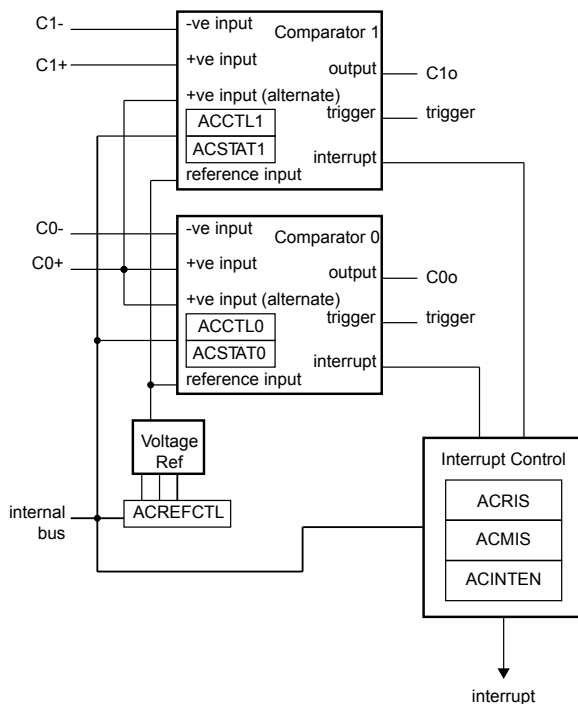 C1-
-ve input
Comparator 1
C1+
+ve input
output
C1o
+ve input (alternate)
trigger
trigger
ACCTL1
ACSTAT1
interrupt
reference input
C0-
-ve input
Comparator 0
C0+
+ve input
output
C0o
+ve input (alternate)
trigger
trigger
ACCTL0
ACSTAT0
interrupt
reference input
Voltage
Ref
Interrupt Control
internal
bus
ACREFCTL
ACRIS
ACMIS
ACINTEN
interrupt